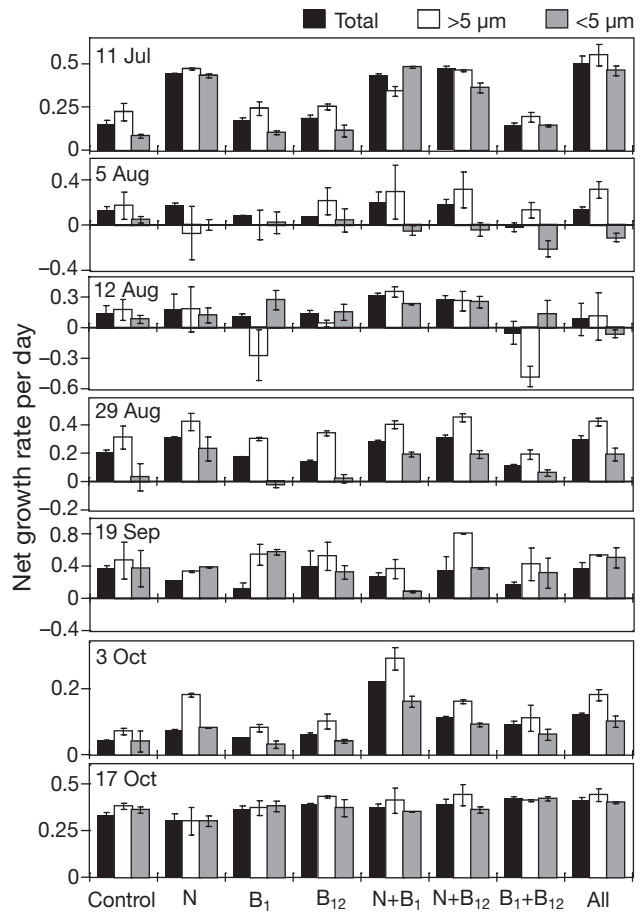 Total >5 µm <5 µm
11 Jul
0.5
0.25
0
5 Aug
0.4
0
–0.4
12 Aug
0.3
0
–0.3
–0.6
29 Aug
0.4
0.2
0
–0.2
19 Sep
0.8
0.4
0
–0.4
3 Oct
0.2
0
17 Oct
0.5
0.25
0
Net growth rate per day
Control N B₁ B₁₂ N+B₁ N+B₁₂ B₁+B₁₂ All